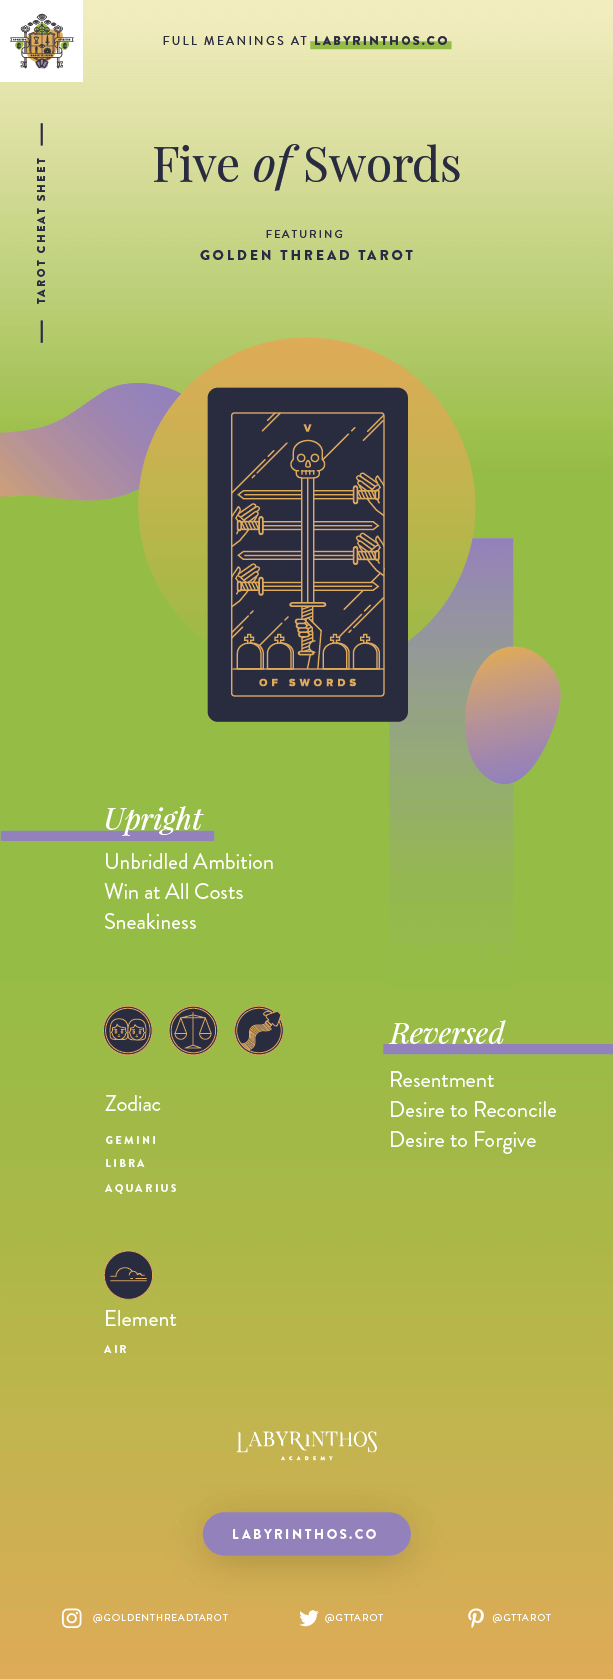 FULL MEANINGS AT LABYRINTHOS.CO
TAROT CHEAT SHEET
Five of Swords
FEATURING
GOLDEN THREAD TAROT
V
OF SWORDS
Upright
Unbridled Ambition
Win at All Costs
Sneakiness
Zodiac
GEMINI
LIBRA
AQUARIUS
Reversed
Resentment
Desire to Reconcile
Desire to Forgive
Element
AIR
LABYRINTHOS
ACADEMY
LABYRINTHOS.CO
@GOLDENTHREADTAROT
@GTTAROT
@GTTAROT